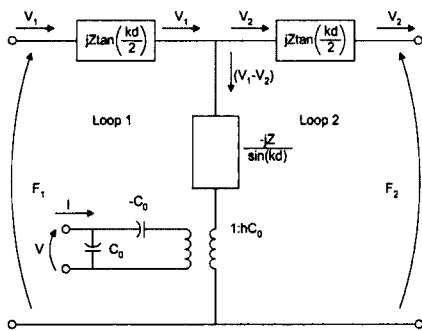 V₁ V₁ V₂ V₂
jZtan(kd/2) jZtan(kd/2)
(V₁-V₂)
Loop 1 Loop 2
-jZ
sin(kd)
F₁ F₂
I -C₀
1:hC₀
V C₀